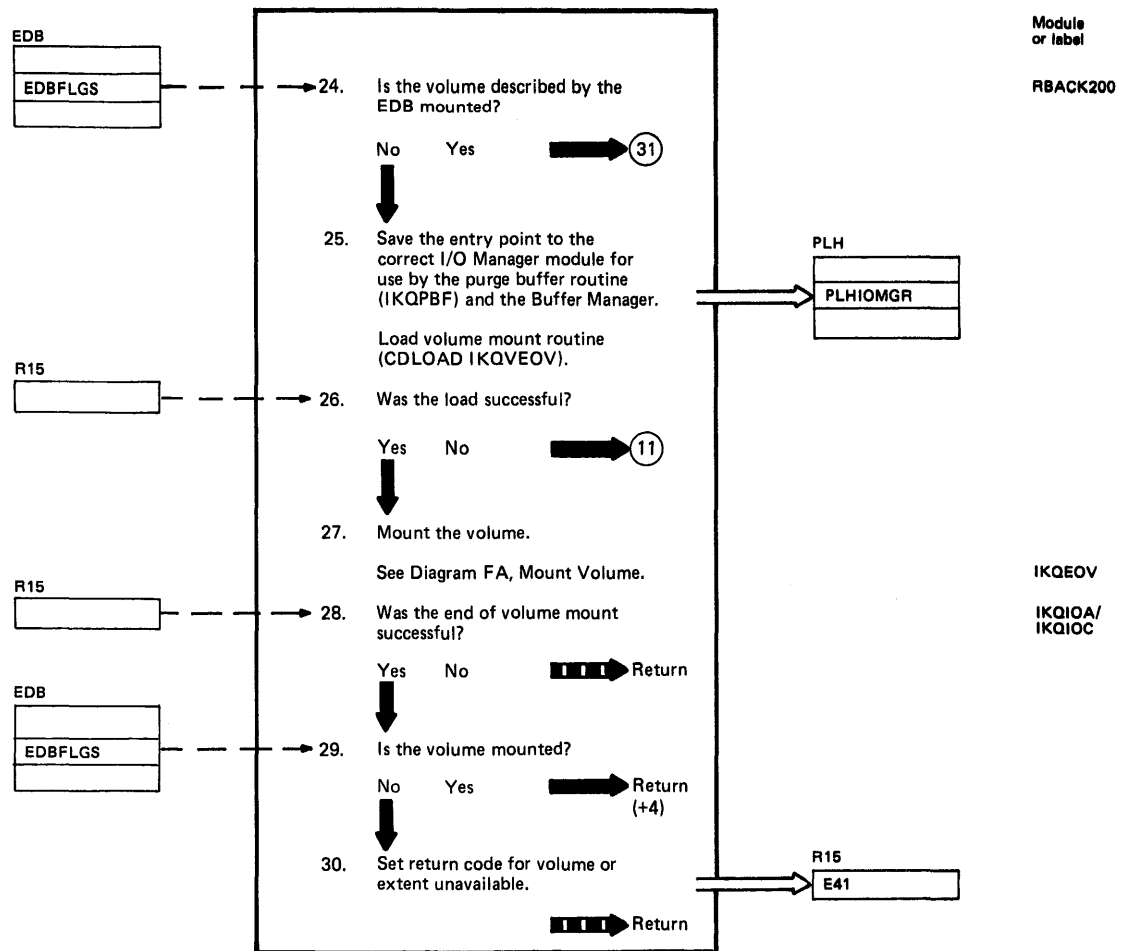 Module
or label
EDB
EDBFLGS
24. Is the volume described by the
EDB mounted?
RBACK200
No Yes 31
25. Save the entry point to the
correct I/O Manager module for
use by the purge buffer routine
(IKQPBF) and the Buffer Manager.
PLH
PLHIOMGR
Load volume mount routine
(CDLOAD IKQVEOV).
R15
26. Was the load successful?
Yes No 11
27. Mount the volume.
See Diagram FA, Mount Volume.
IKQEOV
R15
28. Was the end of volume mount
successful?
IKQIOA/
IKQIOC
Yes No Return
EDB
EDBFLGS
29. Is the volume mounted?
No Yes Return
(+4)
30. Set return code for volume or
extent unavailable.
R15
E41
Return